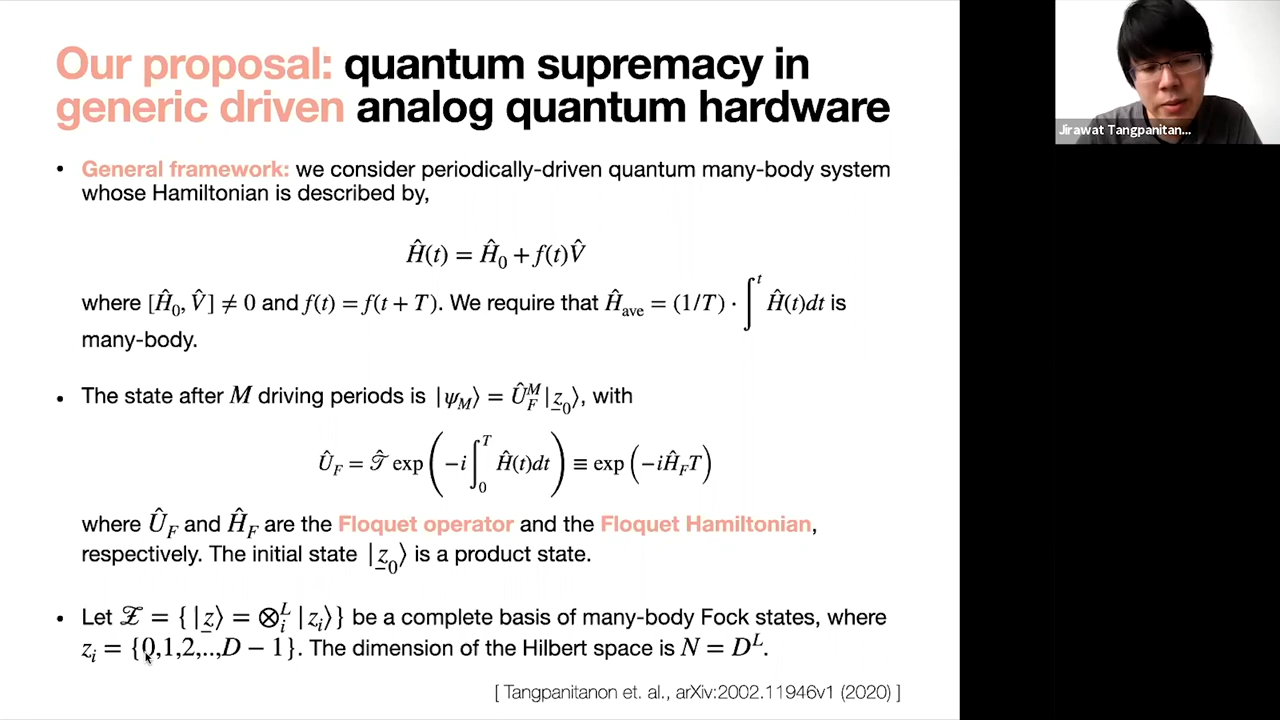 Our proposal: quantum supremacy in
generic driven analog quantum hardware
• General framework: we consider periodically-driven quantum many-body system
whose Hamiltonian is described by,
Ĥ(t) = Ĥ₀ + f(t)V̂
where [Ĥ₀, V̂] ≠ 0 and f(t) = f(t + T). We require that Ĥ_ave = (1/T) · ∫^t Ĥ(t)dt is
many-body.
• The state after M driving periods is |ψ_M⟩ = Û_F^M |z̲₀⟩, with
Û_F = 𝒯̂ exp(−i∫₀^T Ĥ(t)dt) ≡ exp(−iĤ_F T)
where Û_F and Ĥ_F are the Floquet operator and the Floquet Hamiltonian,
respectively. The initial state |z̲₀⟩ is a product state.
• Let 𝒵 = { |z̲⟩ = ⊗_i^L |z_i⟩} be a complete basis of many-body Fock states, where
z_i = {0,1,2,..,D − 1}. The dimension of the Hilbert space is N = D^L.
[ Tangpanitanon et. al., arXiv:2002.11946v1 (2020) ]
Jirawat Tangpanitan...